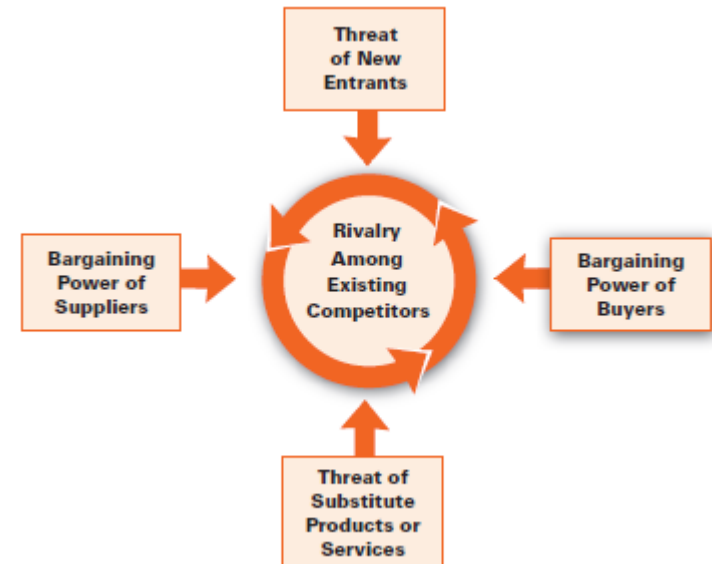 Threat
of New
Entrants
Rivalry
Among
Existing
Competitors
Bargaining
Power of
Suppliers
Bargaining
Power of
Buyers
Threat of
Substitute
Products or
Services